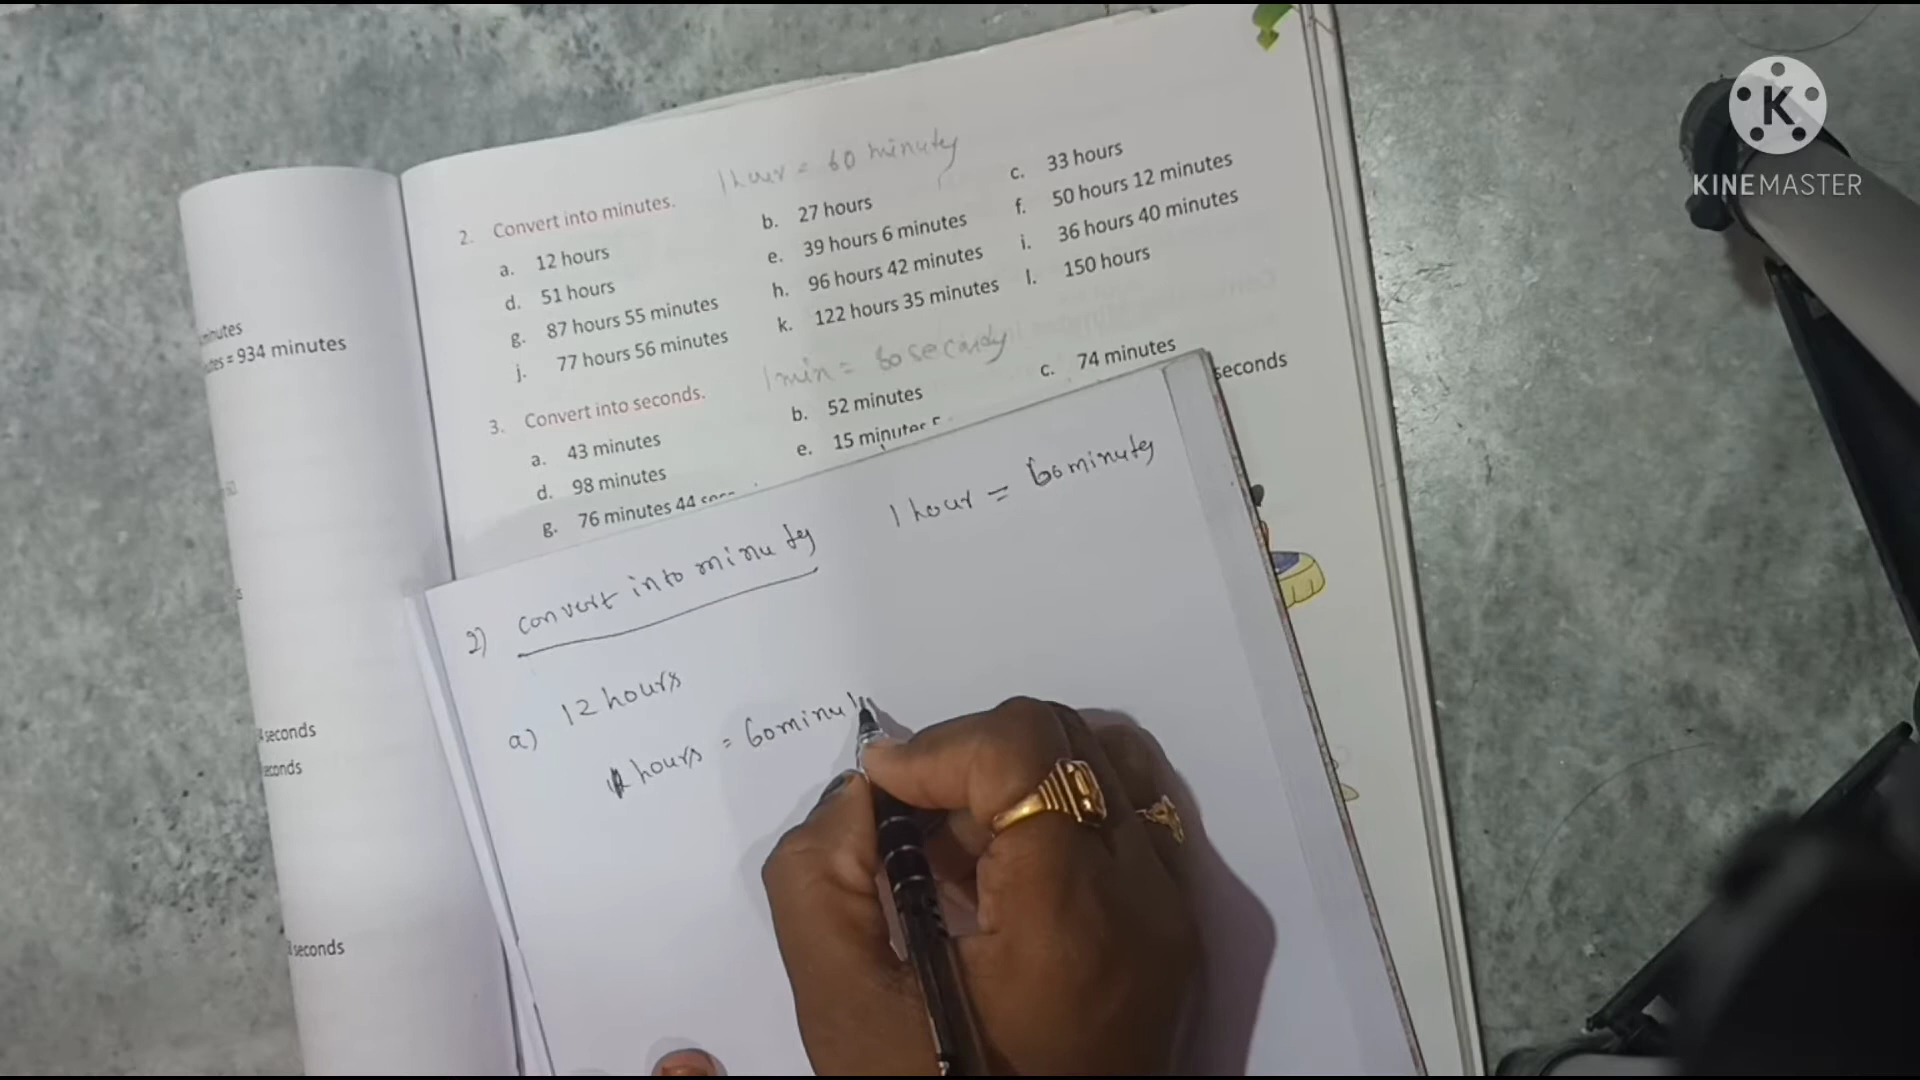 K
KINEMASTER
1 hour = 60 minutes
2. Convert into minutes.
a. 12 hours
b. 27 hours
c. 33 hours
d. 51 hours
e. 39 hours 6 minutes
f. 50 hours 12 minutes
g. 87 hours 55 minutes
h. 96 hours 42 minutes
i. 36 hours 40 minutes
j. 77 hours 56 minutes
k. 122 hours 35 minutes
l. 150 hours
1 min = 60 seconds
3. Convert into seconds.
a. 43 minutes
b. 52 minutes
c. 74 minutes
d. 98 minutes
e. 15 minutes
seconds
g. 76 minutes 44
minutes
= 934 minutes
seconds
seconds
seconds
2) convert into minutes
1 hour = 60 minutes
a) 12 hours
1 hours = 60 minut